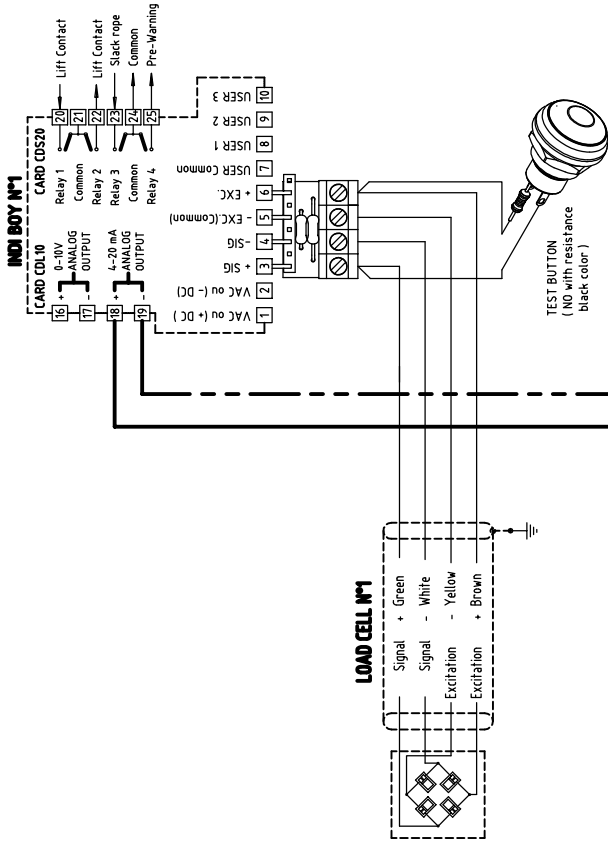 INDI BOY N°1
CARD CDL10
CARD CDS20
16
+
0-10V
ANALOG
OUTPUT
17
-
18
+
4-20 mA
ANALOG
OUTPUT
19
-
Relay 1
20
Lift Contact
Common
21
Relay 2
22
Lift Contact
Relay 3
23
Slack rope
Common
24
Common
Relay 4
25
Pre-Warning
USER 3
10
USER 2
9
USER 1
8
USER Common
7
+ EXC.
6
- EXC.(Common)
5
-SIG
4
+ SIG
3
VAC ou (- DC)
2
VAC ou (+ DC )
1
TEST BUTTON
( NO with resistance
black color )
LOAD CELL N°1
Signal + Green
Signal - White
Excitation - Yellow
Excitation + Brown